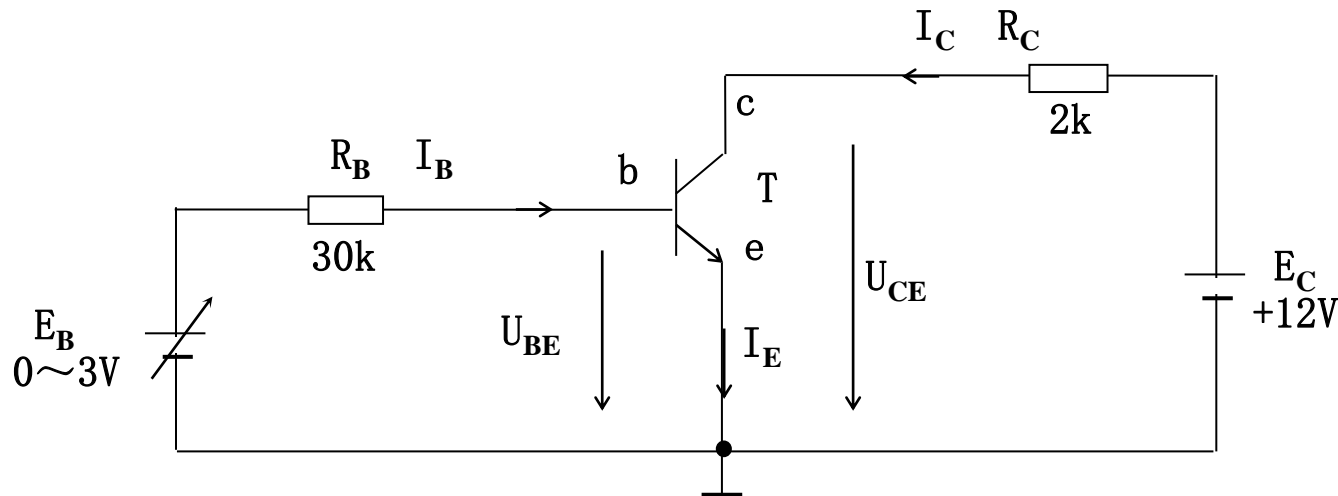 I_C R_C
c
2k
R_B I_B
b
T
30k
e
E_C
+12V
U_CE
E_B
0～3V
U_BE
I_E